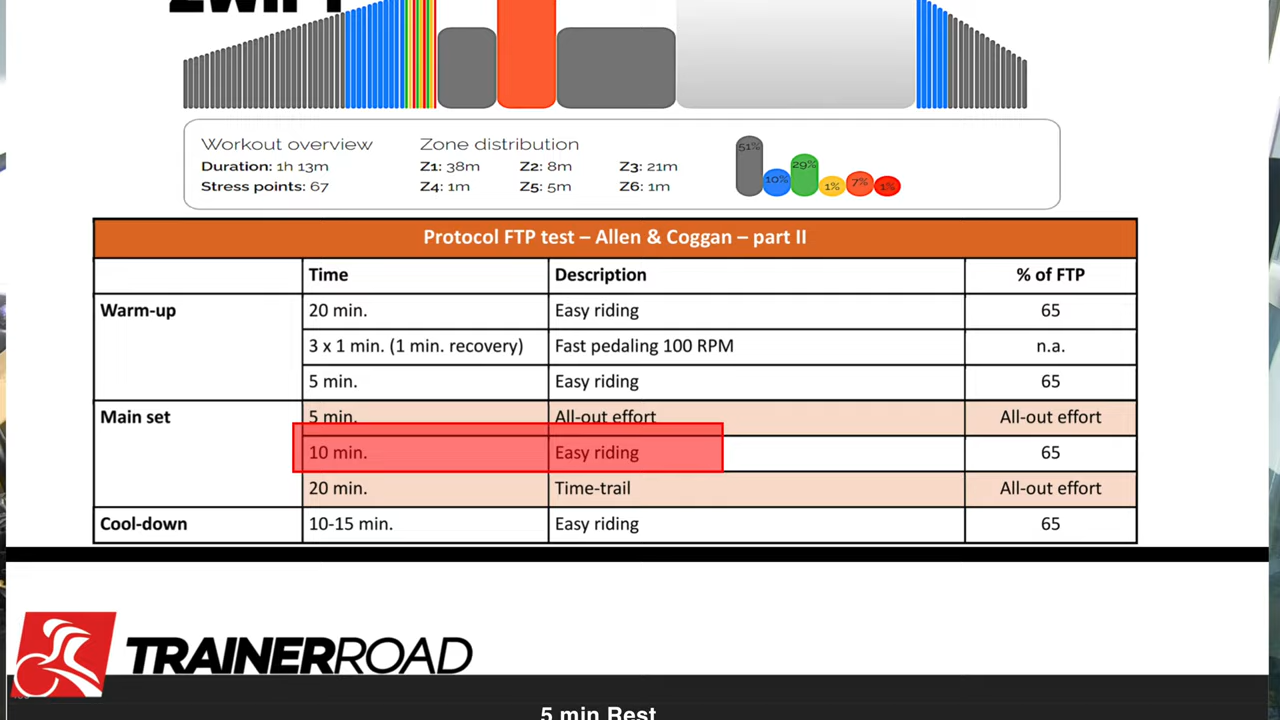 ZWIFT
Workout overview
Duration: 1h 13m
Stress points: 67
Zone distribution
Z1: 38m Z2: 8m Z3: 21m
Z4: 1m Z5: 5m Z6: 1m
51% 10% 29% 1% 7% 1%
Protocol FTP test – Allen & Coggan – part II
Time Description % of FTP
Warm-up 20 min. Easy riding 65
3 x 1 min. (1 min. recovery) Fast pedaling 100 RPM n.a.
5 min. Easy riding 65
Main set 5 min. All-out effort All-out effort
10 min. Easy riding 65
20 min. Time-trail All-out effort
Cool-down 10-15 min. Easy riding 65
TRAINERROAD
5 min Rest